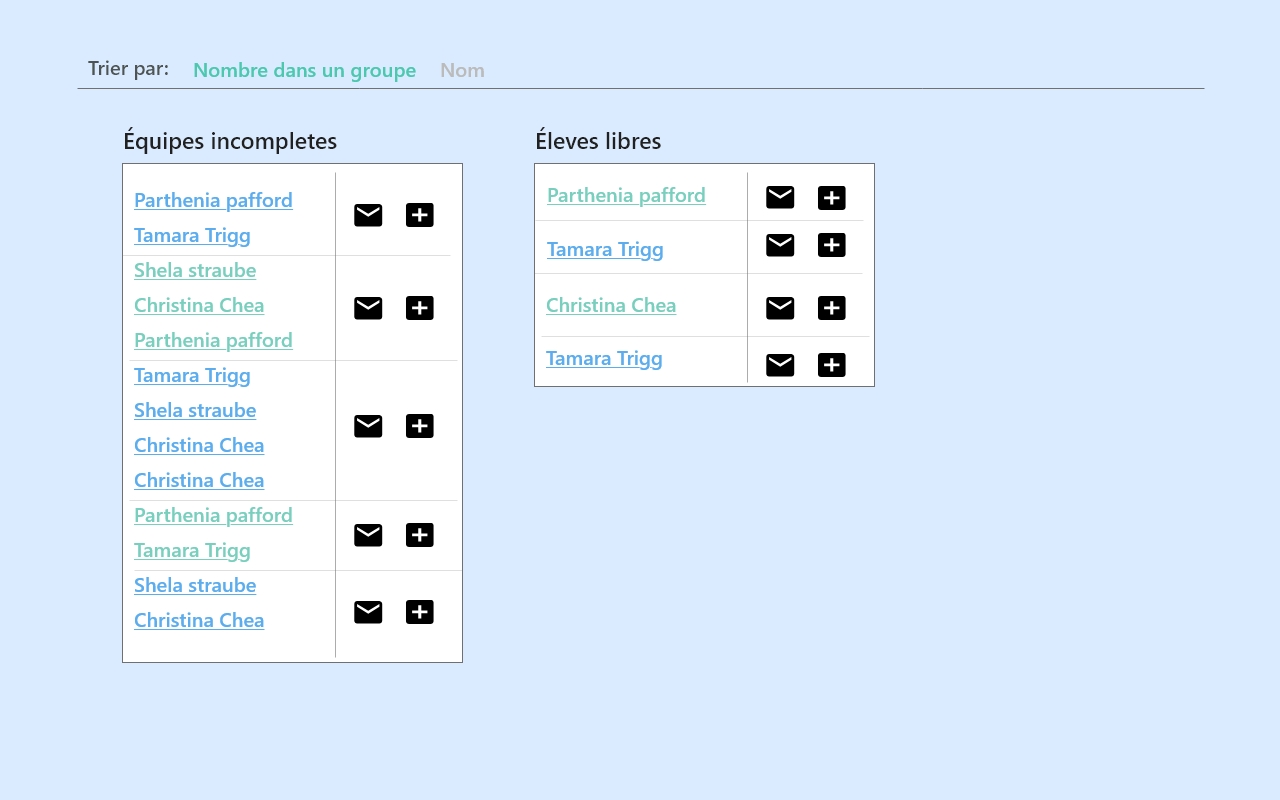 Trier par: Nombre dans un groupe Nom
Équipes incompletes
Parthenia pafford
Tamara Trigg
Shela straube
Christina Chea
Parthenia pafford
Tamara Trigg
Shela straube
Christina Chea
Christina Chea
Parthenia pafford
Tamara Trigg
Shela straube
Christina Chea
Éleves libres
Parthenia pafford
Tamara Trigg
Christina Chea
Tamara Trigg